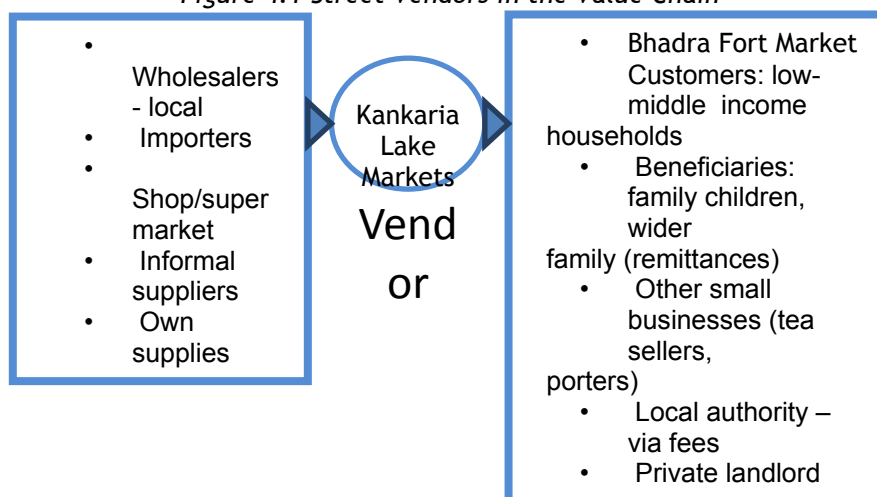 Figure 4.1 Street Vendors in the Value Chain
•
Wholesalers
- local
• Importers
•
Shop/super
market
• Informal
suppliers
• Own
supplies
Kankaria
Lake
Markets
Vend
or
• Bhadra Fort Market
Customers: low-
middle income
households
• Beneficiaries:
family children,
wider
family (remittances)
• Other small
businesses (tea
sellers,
porters)
• Local authority –
via fees
• Private landlord